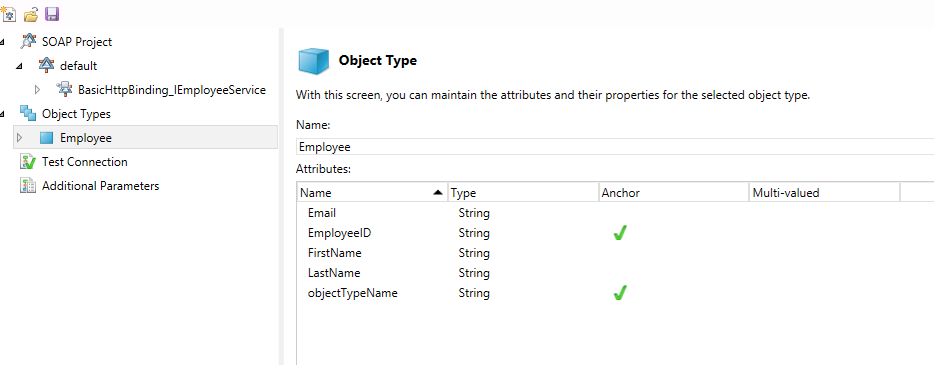 SOAP Project
default
BasicHttpBinding_IEmployeeService
Object Types
Employee
Test Connection
Additional Parameters
Object Type
With this screen, you can maintain the attributes and their properties for the selected object type.
Name:
Employee
Attributes:
Name Type Anchor Multi-valued
Email String
EmployeeID String
FirstName String
LastName String
objectTypeName String